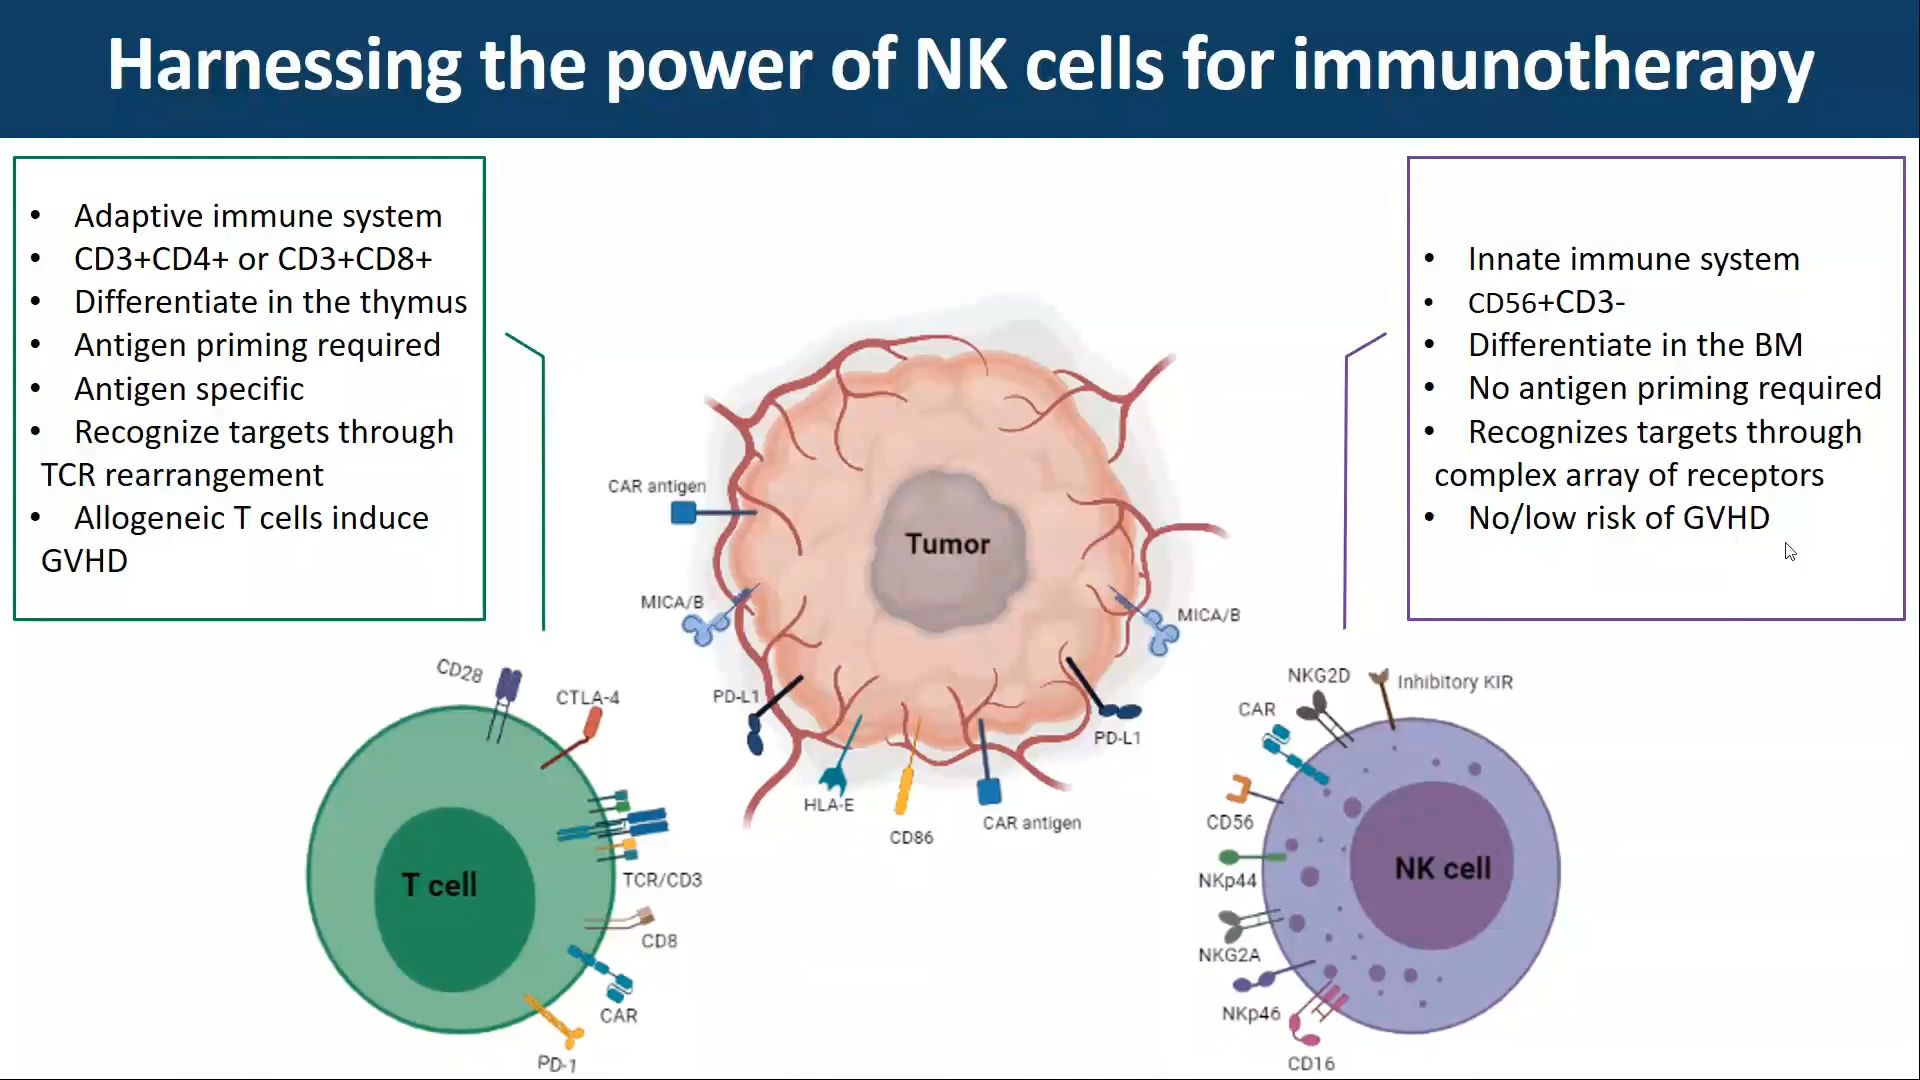 Harnessing the power of NK cells for immunotherapy
• Adaptive immune system
• CD3+CD4+ or CD3+CD8+
• Differentiate in the thymus
• Antigen priming required
• Antigen specific
• Recognize targets through
TCR rearrangement
• Allogeneic T cells induce
GVHD
• Innate immune system
• CD56+CD3-
• Differentiate in the BM
• No antigen priming required
• Recognizes targets through
complex array of receptors
• No/low risk of GVHD
CAR antigen
Tumor
MICA/B
MICA/B
PD-L1
PD-L1
HLA-E
CD86
CAR antigen
CD28
CTLA-4
T cell
TCR/CD3
CD8
CAR
PD-1
NKG2D
Inhibitory KIR
CAR
CD56
NKp44
NK cell
NKG2A
NKp46
CD16